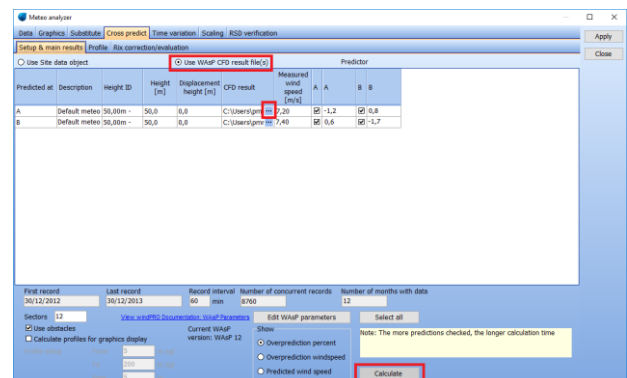 Meteo analyzer
Data Graphics Substitute Cross predict Time variation Scaling RSD verification
Apply
Setup & main results Profile Rix correction/evaluation
Close
Use Site data object Use WAsP CFD result file(s) Predictor
Predicted at Description Height ID Height [m] Displacement height [m] CFD result Measured wind speed [m/s] A A B B
A Default meteo 50,00m - 50,0 0,0 C:\Users\pmr ... 7,20 -1,2 0,8
B Default meteo 50,00m - 50,0 0,0 C:\Users\pmr ... 7,40 0,6 -1,7
First record Last record Record interval Number of concurrent records Number of months with data
30/12/2012 30/12/2013 60 min 8760 12
Sectors 12 View windPRO Documentation: WAsP Parameters Edit WAsP parameters Select all
Use obstacles Current WAsP Show Note: The more predictions checked, the longer calculation time
Calculate profiles for graphics display version: WAsP 12 Overprediction percent
5 Overprediction windspeed
200 Predicted wind speed Calculate